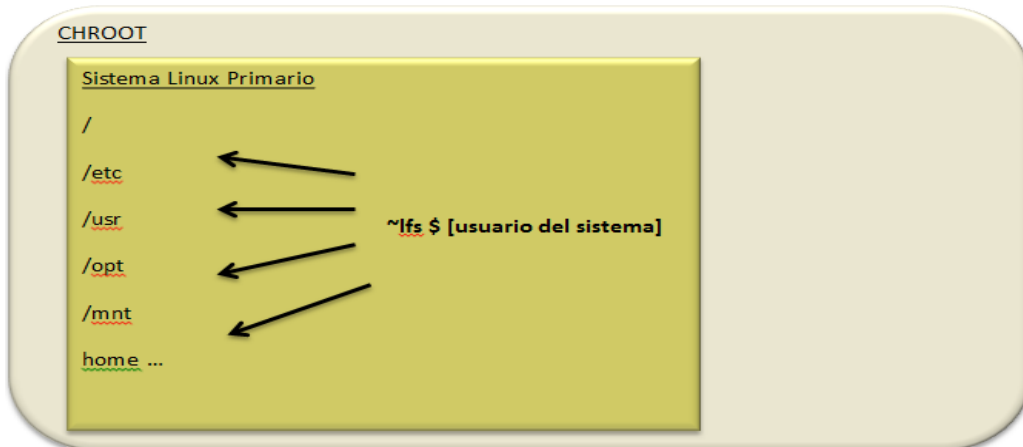 CHROOT
Sistema Linux Primario
/
/etc
/usr
~lfs $ [usuario del sistema]
/opt
/mnt
home ...